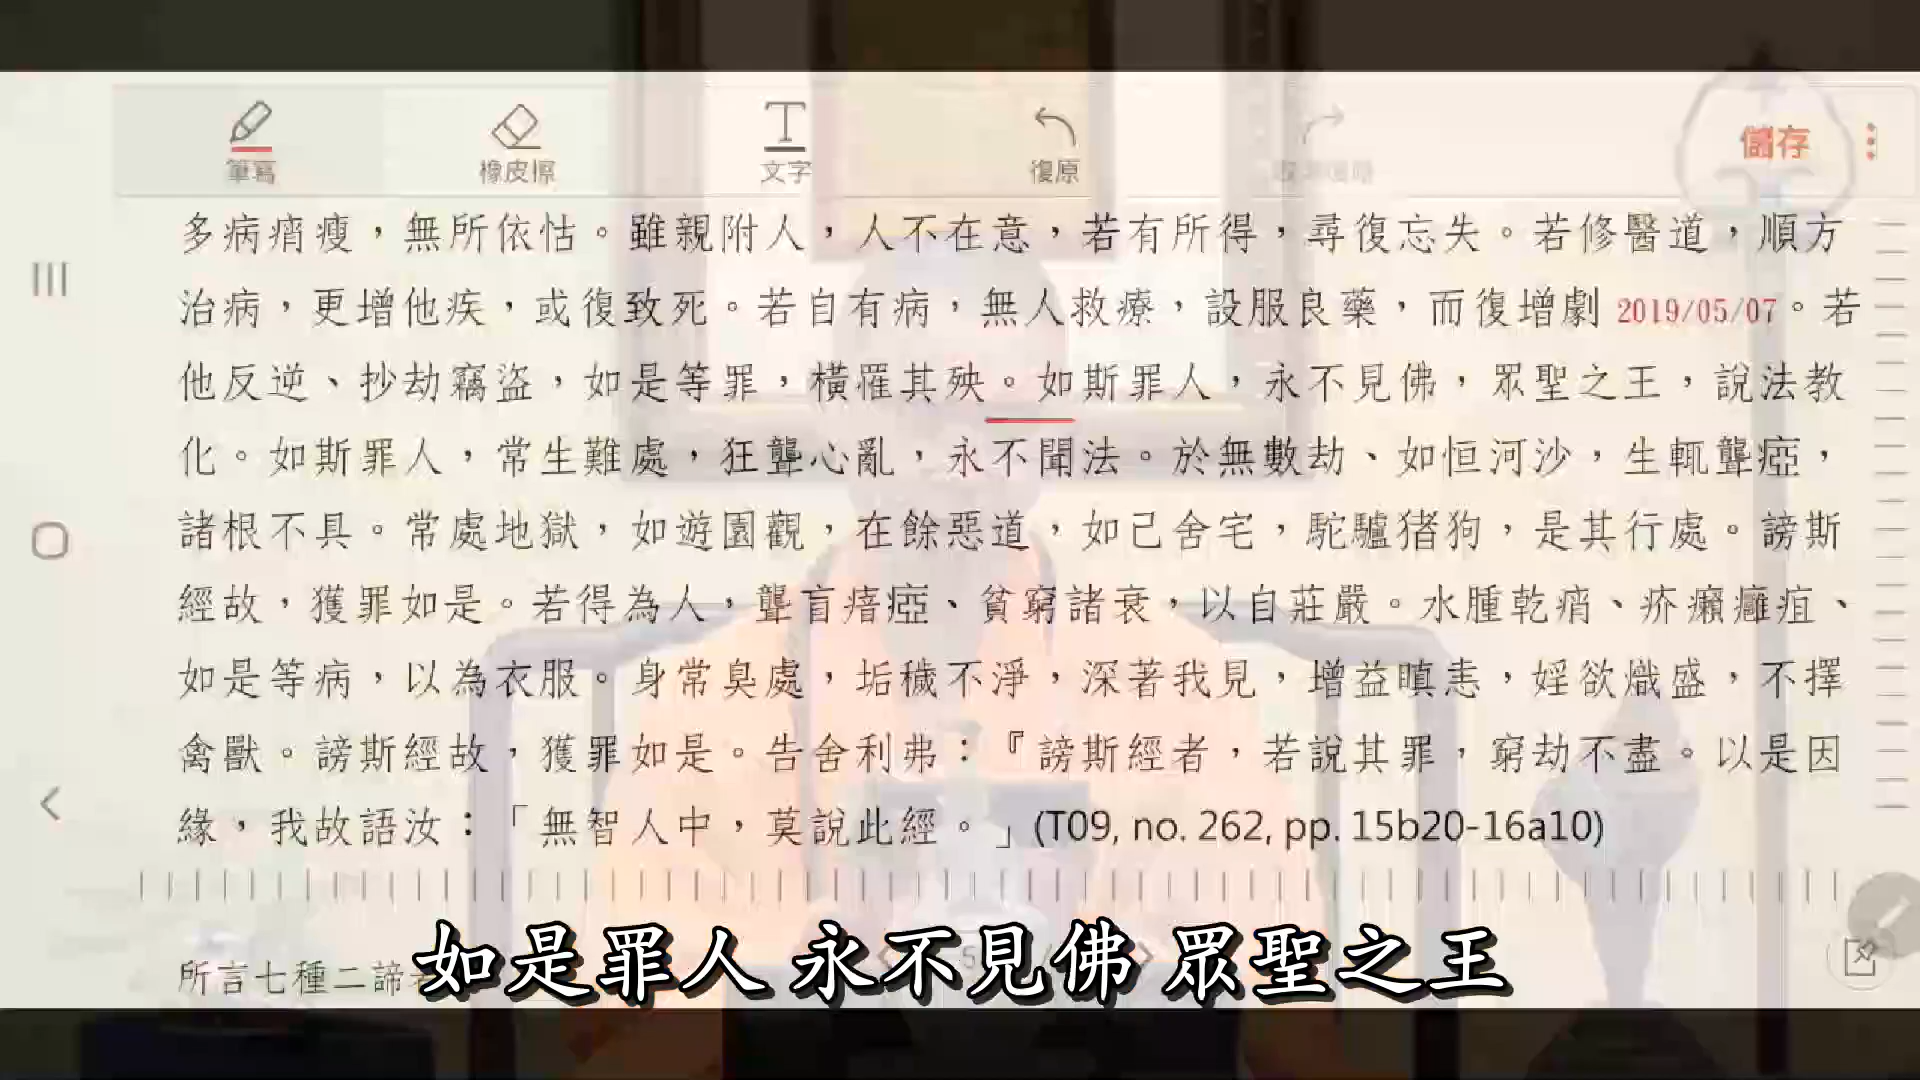 筆寫
橡皮擦
文字
復原
儲存
多病痟瘦，無所依怙。雖親附人，人不在意，若有所得，尋復忘失。若修醫道，順方
治病，更增他疾，或復致死。若自有病，無人救療，設服良藥，而復增劇 2019/05/07。若
他反逆、抄劫竊盜，如是等罪，橫罹其殃。如斯罪人，永不見佛，眾聖之王，說法教
化。如斯罪人，常生難處，狂聾心亂，永不聞法。於無數劫、如恒河沙，生輒聾瘂，
諸根不具。常處地獄，如遊園觀，在餘惡道，如己舍宅，駝驢猪狗，是其行處。謗斯
經故，獲罪如是。若得為人，聾盲瘖瘂、貧窮諸衰，以自莊嚴。水腫乾痟、疥癩癰疽、
如是等病，以為衣服。身常臭處，垢穢不淨，深著我見，增益瞋恚，婬欲熾盛，不擇
禽獸。謗斯經故，獲罪如是。告舍利弗：『謗斯經者，若說其罪，窮劫不盡。以是因
緣，我故語汝：「無智人中，莫說此經。」(T09, no. 262, pp. 15b20-16a10)
所言七種二諦
如是罪人 永不見佛 眾聖之王